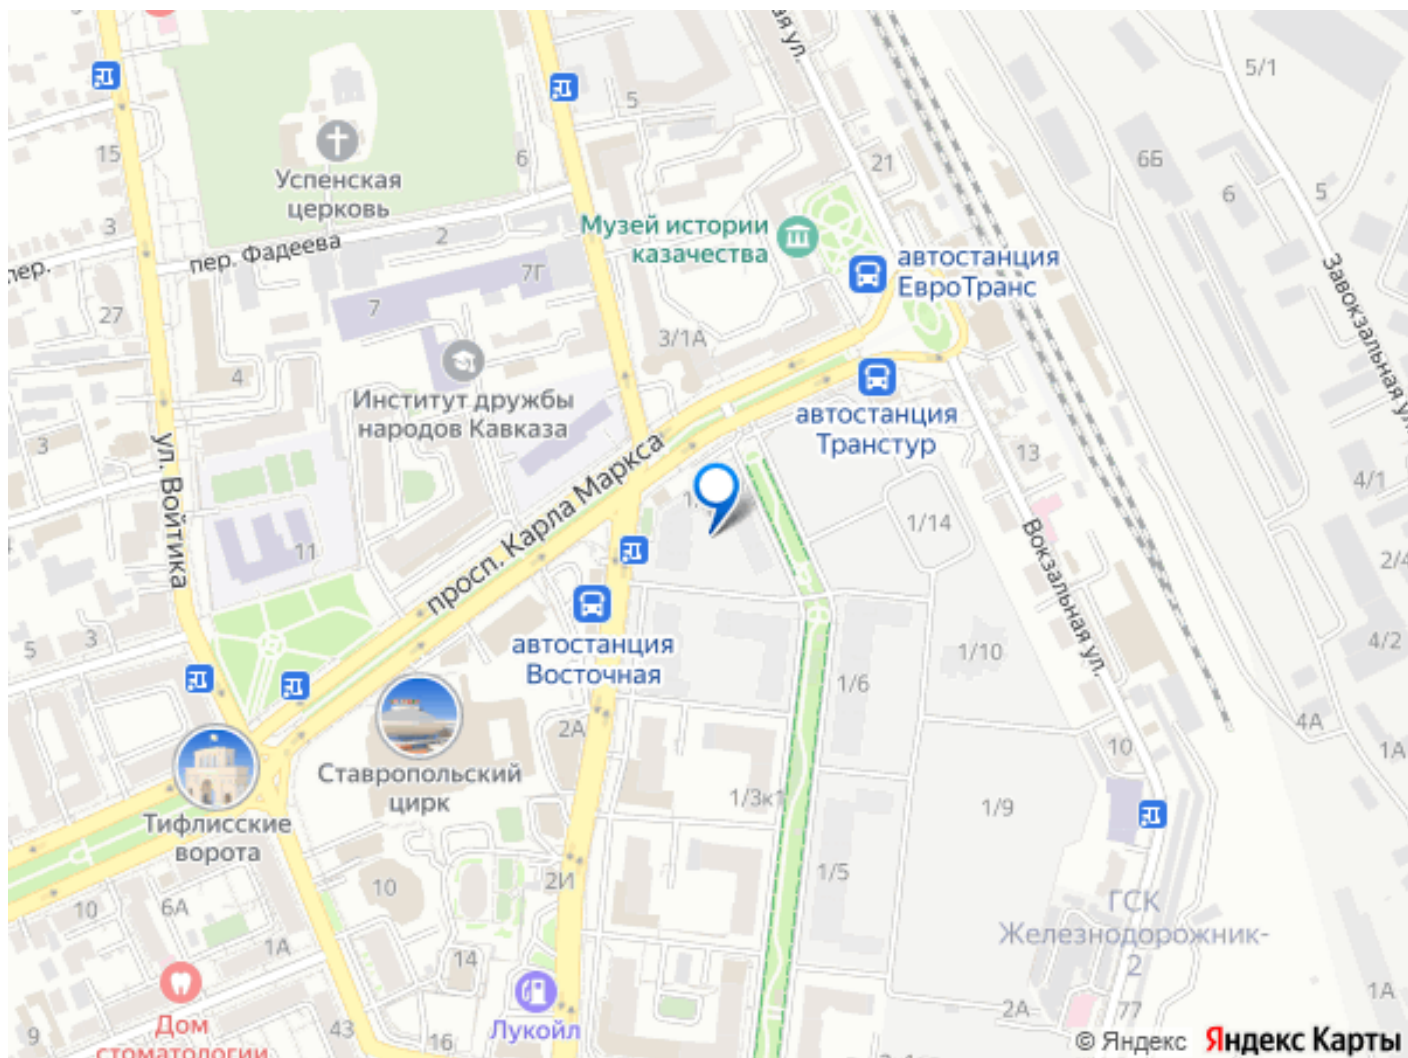 ая ул.
5/1
5
15
6
21
6Б
6
5
Успенская
церковь
3
пер.
пер. Фадеева
2
7Г
Музей истории
казачества
автостанция
ЕвроТранс
Завокзальная ул.
27
7
3/1А
4
Институт дружбы
народов Кавказа
автостанция
Транстур
3
ул. Войтика
просп. Карла Маркса
13
4/1
1/14
Вокзальная ул.
11
2/4
автостанция
Восточная
5
3
1/10
4/2
1/6
2А
4А
1А
10
Ставропольский
цирк
Тифлисские
ворота
1/3к1
1/9
10
2И
1/5
10
6А
1А
14
ГСК
Железнодорожник-
2
Лукойл
Дом
стоматологии
9
43
16
2А
77
1А
© Яндекс Яндекс Карты